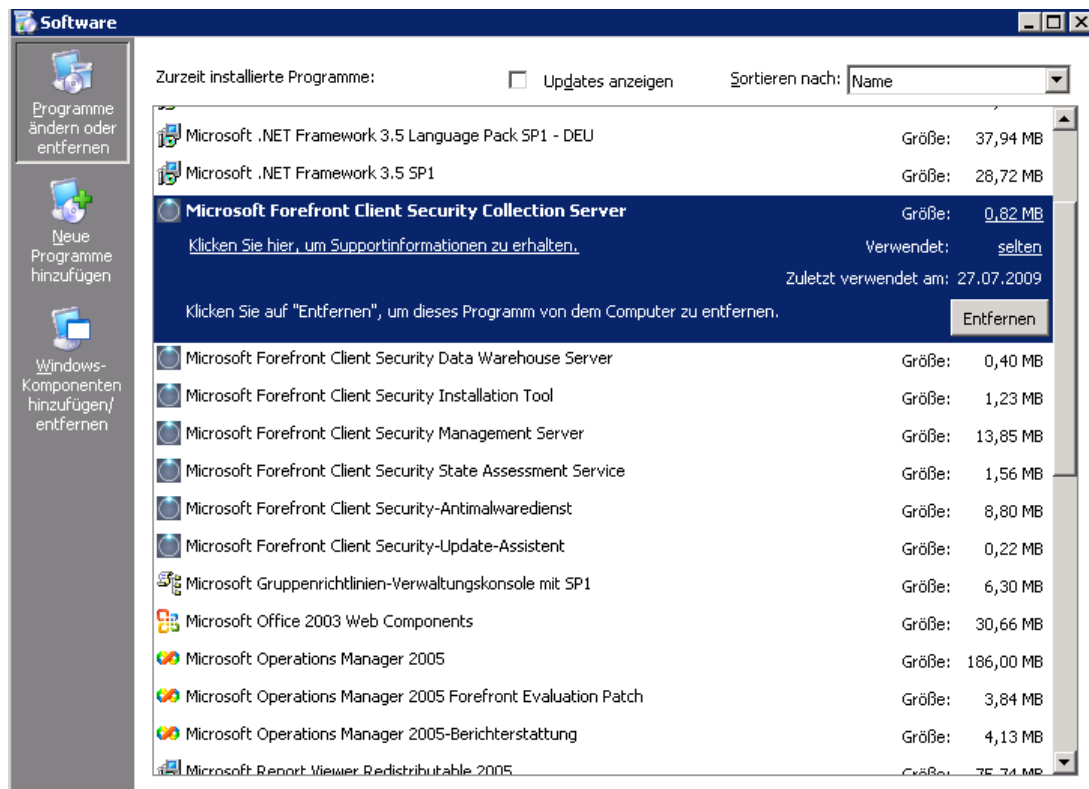 Software
Programme
ändern oder
entfernen
Neue
Programme
hinzufügen
Windows-
Komponenten
hinzufügen/
entfernen
Zurzeit installierte Programme: Updates anzeigen Sortieren nach: Name
Microsoft .NET Framework 3.5 Language Pack SP1 - DEU Größe: 37,94 MB
Microsoft .NET Framework 3.5 SP1 Größe: 28,72 MB
Microsoft Forefront Client Security Collection Server Größe: 0,82 MB
Klicken Sie hier, um Supportinformationen zu erhalten. Verwendet: selten
Zuletzt verwendet am: 27.07.2009
Klicken Sie auf "Entfernen", um dieses Programm von dem Computer zu entfernen. Entfernen
Microsoft Forefront Client Security Data Warehouse Server Größe: 0,40 MB
Microsoft Forefront Client Security Installation Tool Größe: 1,23 MB
Microsoft Forefront Client Security Management Server Größe: 13,85 MB
Microsoft Forefront Client Security State Assessment Service Größe: 1,56 MB
Microsoft Forefront Client Security-Antimalwaredienst Größe: 8,80 MB
Microsoft Forefront Client Security-Update-Assistent Größe: 0,22 MB
Microsoft Gruppenrichtlinien-Verwaltungskonsole mit SP1 Größe: 6,30 MB
Microsoft Office 2003 Web Components Größe: 30,66 MB
Microsoft Operations Manager 2005 Größe: 186,00 MB
Microsoft Operations Manager 2005 Forefront Evaluation Patch Größe: 3,84 MB
Microsoft Operations Manager 2005-Berichterstattung Größe: 4,13 MB
Microsoft Report Viewer Redistributable 2005 Größe: 75,74 MB